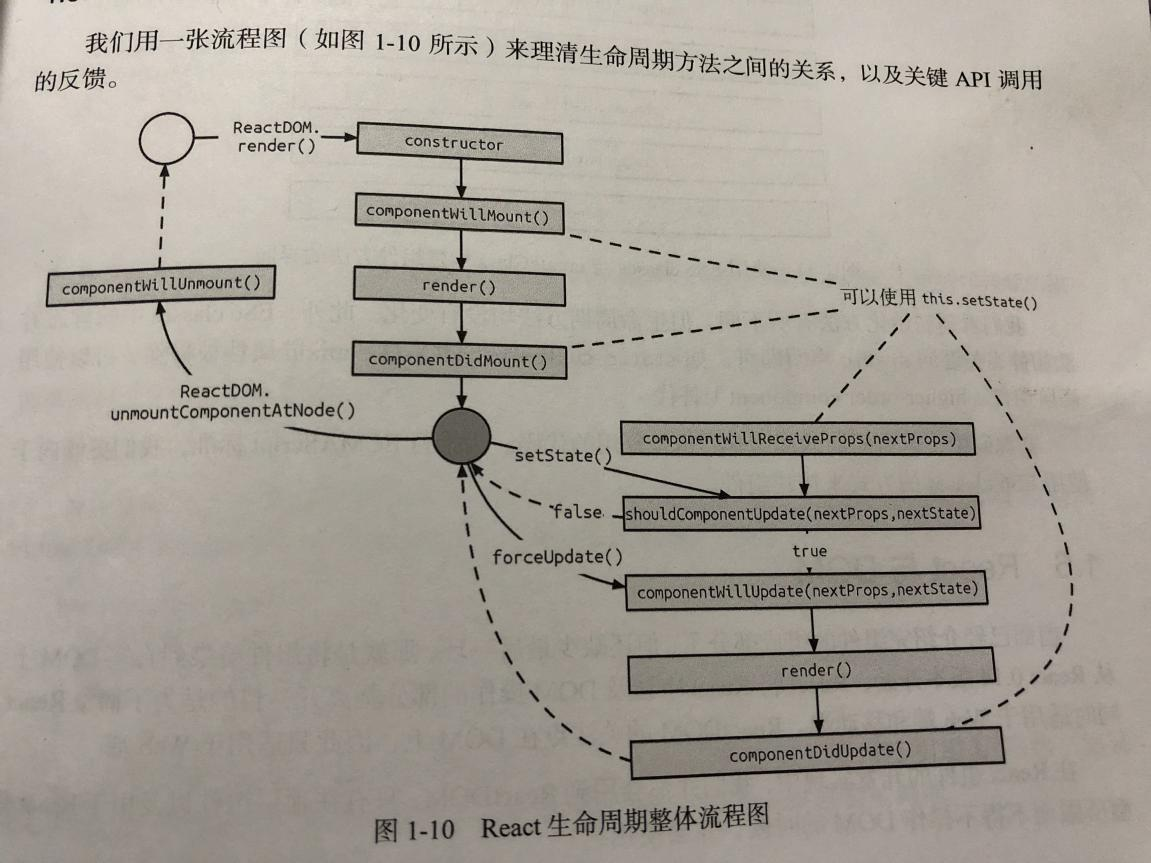 我们用一张流程图（如图 1-10 所示）来理清生命周期方法之间的关系，以及关键 API 调用
的反馈。
ReactDOM.
render()
constructor
componentWillMount()
componentWillUnmount()
render()
可以使用 this.setState()
componentDidMount()
ReactDOM.
unmountComponentAtNode()
componentWillReceiveProps(nextProps)
setState()
false
shouldComponentUpdate(nextProps,nextState)
forceUpdate()
true
componentWillUpdate(nextProps,nextState)
render()
componentDidUpdate()
图 1-10 React 生命周期整体流程图